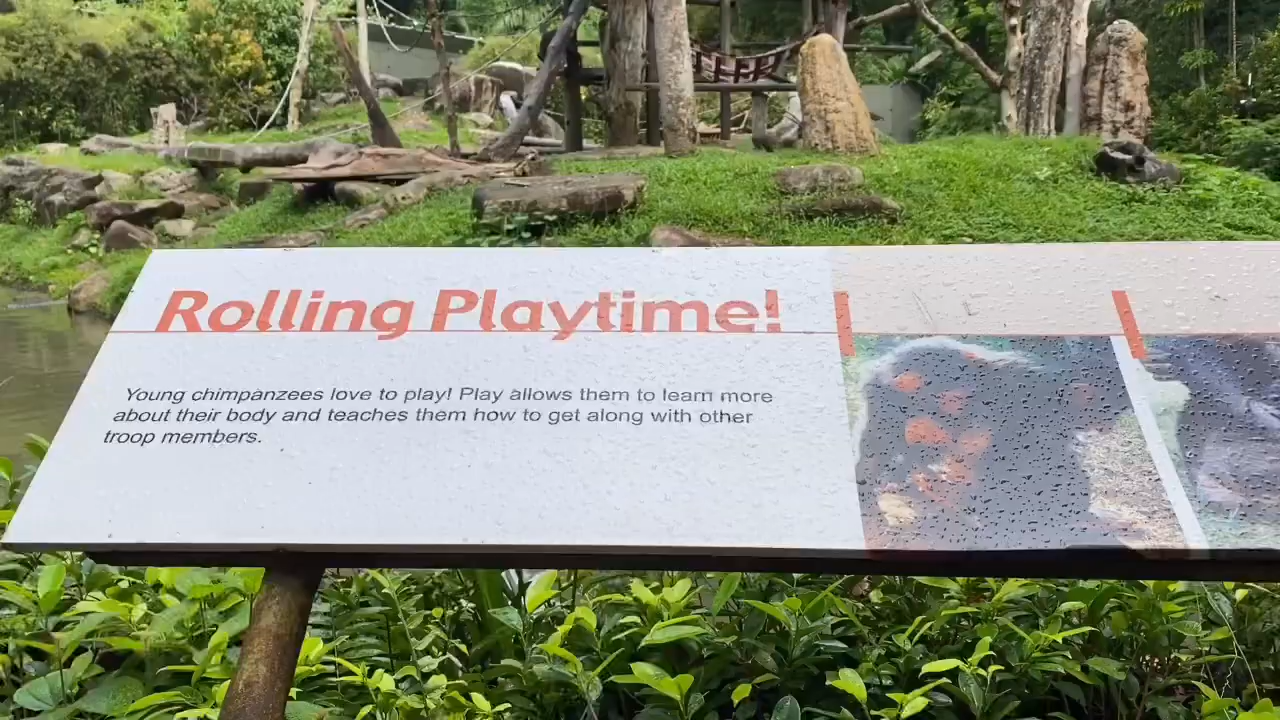 Rolling Playtime!
Young chimpanzees love to play! Play allows them to learn more
about their body and teaches them how to get along with other
troop members.